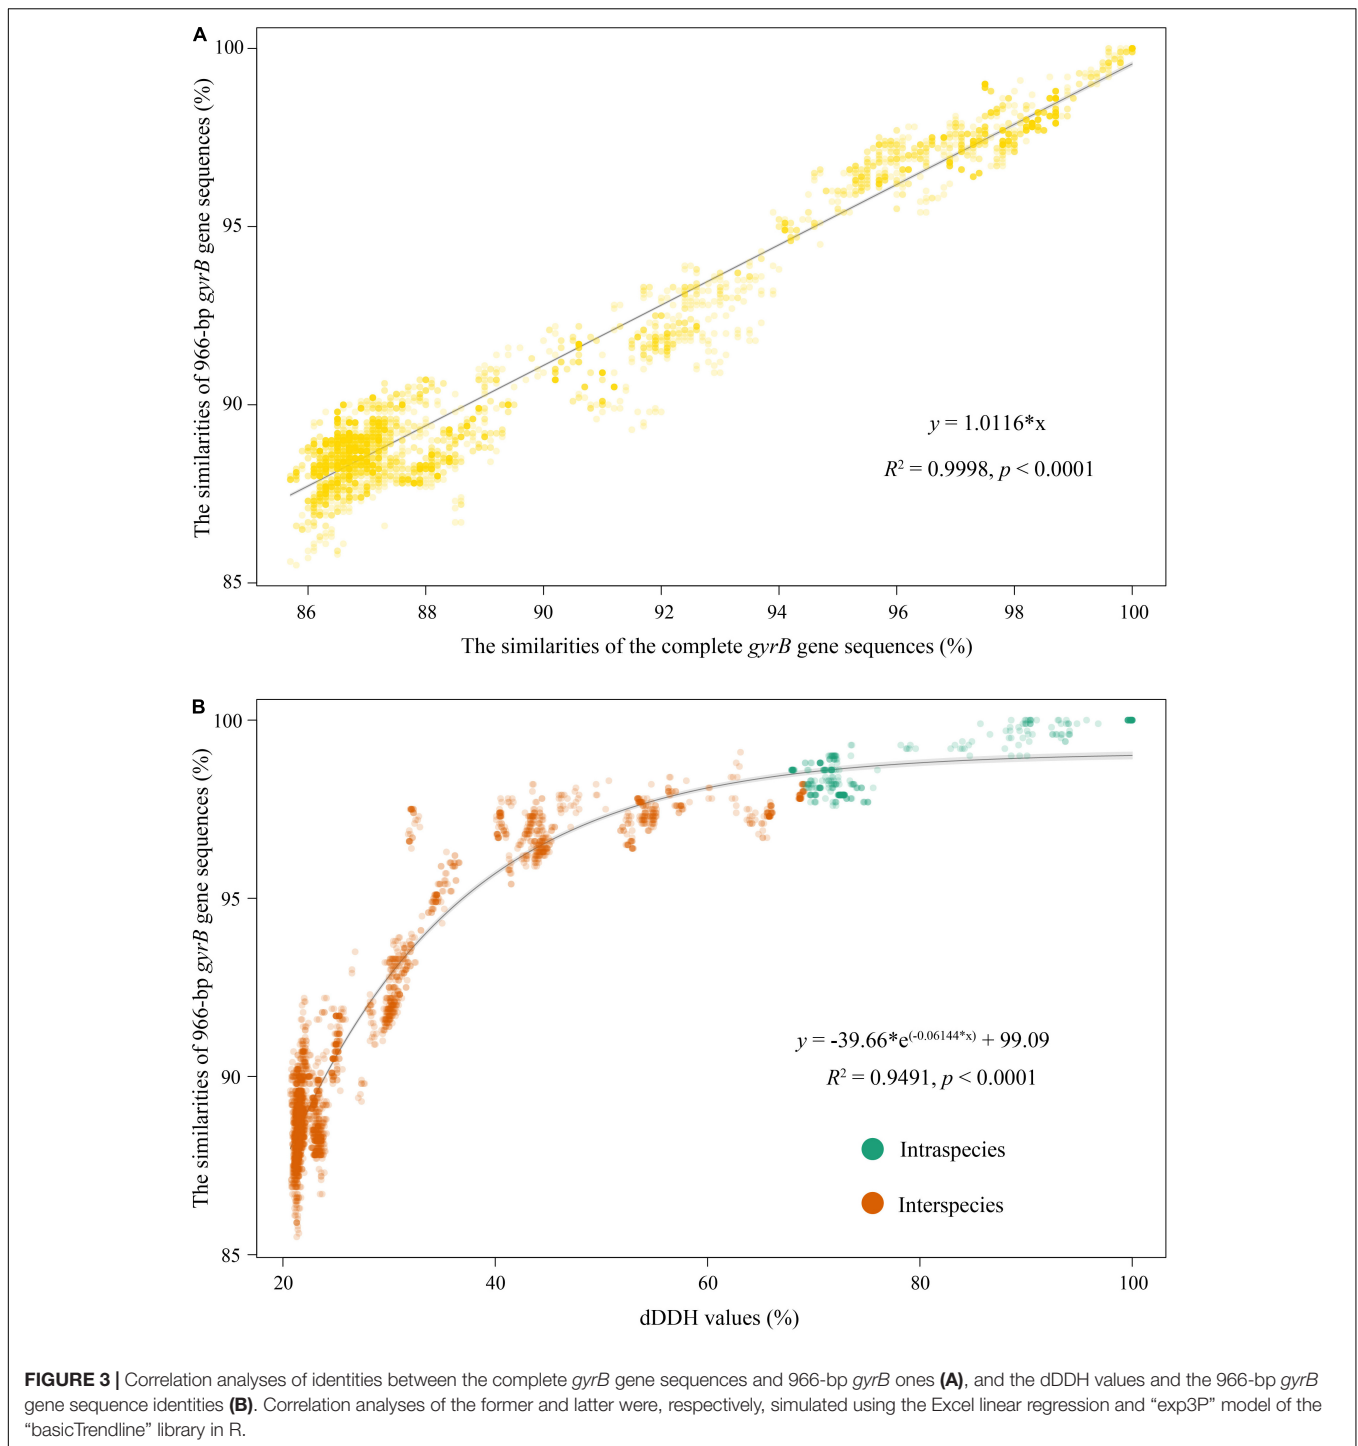 A
100
95
90
85
The similarities of 966-bp gyrB gene sequences (%)
y = 1.0116*x
R² = 0.9998, p < 0.0001
86 88 90 92 94 96 98 100
The similarities of the complete gyrB gene sequences (%)
B
100
95
90
85
The similarities of 966-bp gyrB gene sequences (%)
y = -39.66*e(-0.06144*x) + 99.09
R² = 0.9491, p < 0.0001
Intraspecies
Interspecies
20 40 60 80 100
dDDH values (%)
FIGURE 3 | Correlation analyses of identities between the complete gyrB gene sequences and 966-bp gyrB ones (A), and the dDDH values and the 966-bp gyrB
gene sequence identities (B). Correlation analyses of the former and latter were, respectively, simulated using the Excel linear regression and “exp3P” model of the
“basicTrendline” library in R.